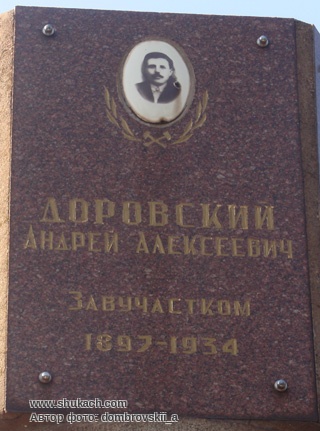 ДОРОВСКИЙ
АНДРЕЙ АЛЕКСЕЕВИЧ
ЗАВУЧАСТКОМ
1897-1934
www.shukach.com
Автор фото: dombrovskii_a